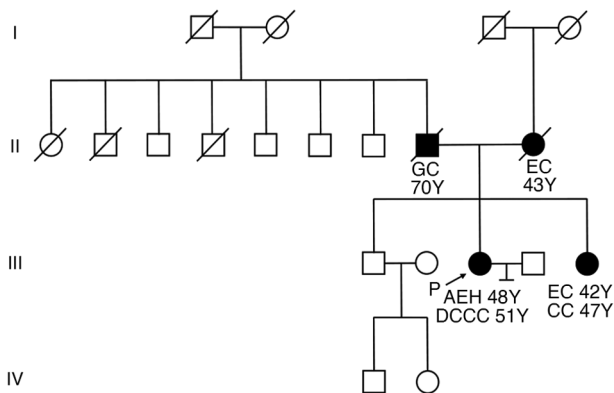 I
II
GC
70Y
EC
43Y
III
P
AEH 48Y
DCCC 51Y
EC 42Y
CC 47Y
IV